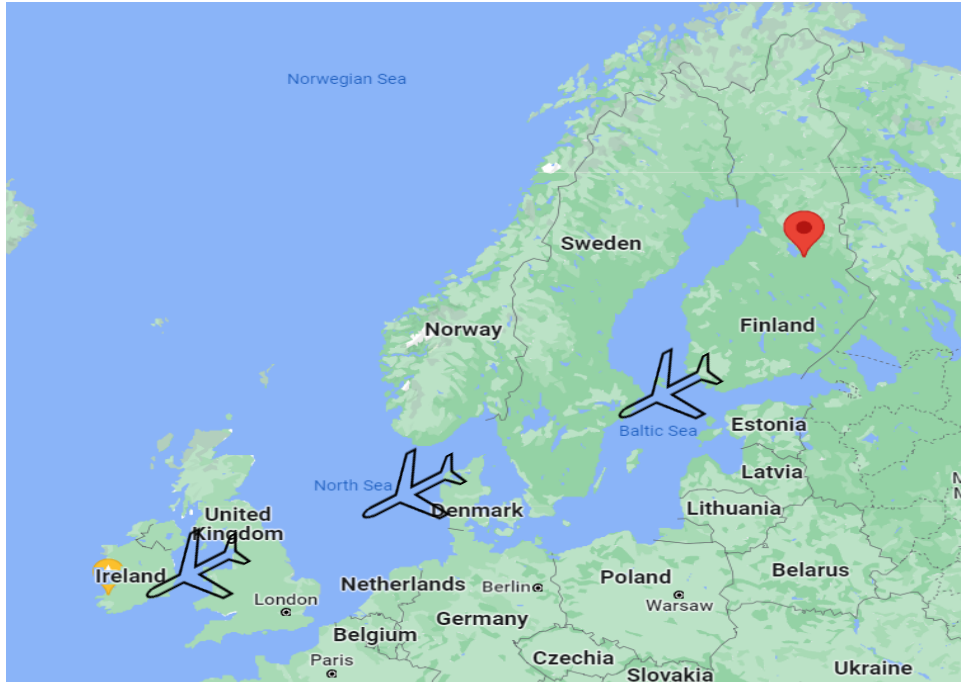 Norwegian Sea
Sweden
Norway
Finland
Baltic Sea
Estonia
Latvia
North Sea
Denmark
Lithuania
United
Kingdom
Ireland
London
Netherlands
Berlin
Poland
Warsaw
Belarus
Belgium
Germany
Paris
Czechia
Slovakia
Ukraine
M
M